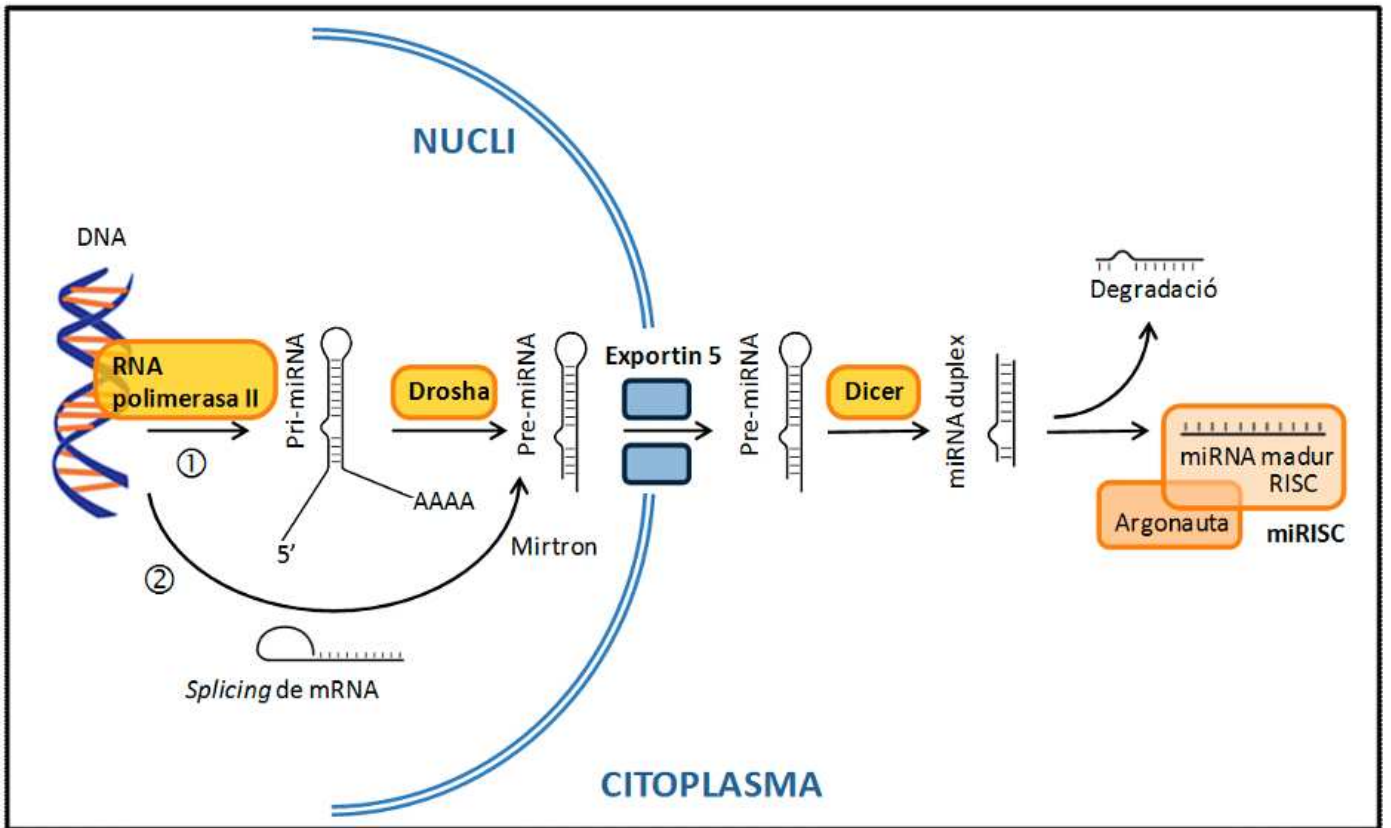 NUCLI
DNA
RNA
polimerasa II
①
Pri-miRNA
AAAA
5’
Drosha
Pre-miRNA
Mirtron
②
Splicing de mRNA
Exportin 5
Pre-miRNA
Dicer
miRNA duplex
Degradació
miRNA madur
RISC
Argonauta
miRISC
CITOPLASMA